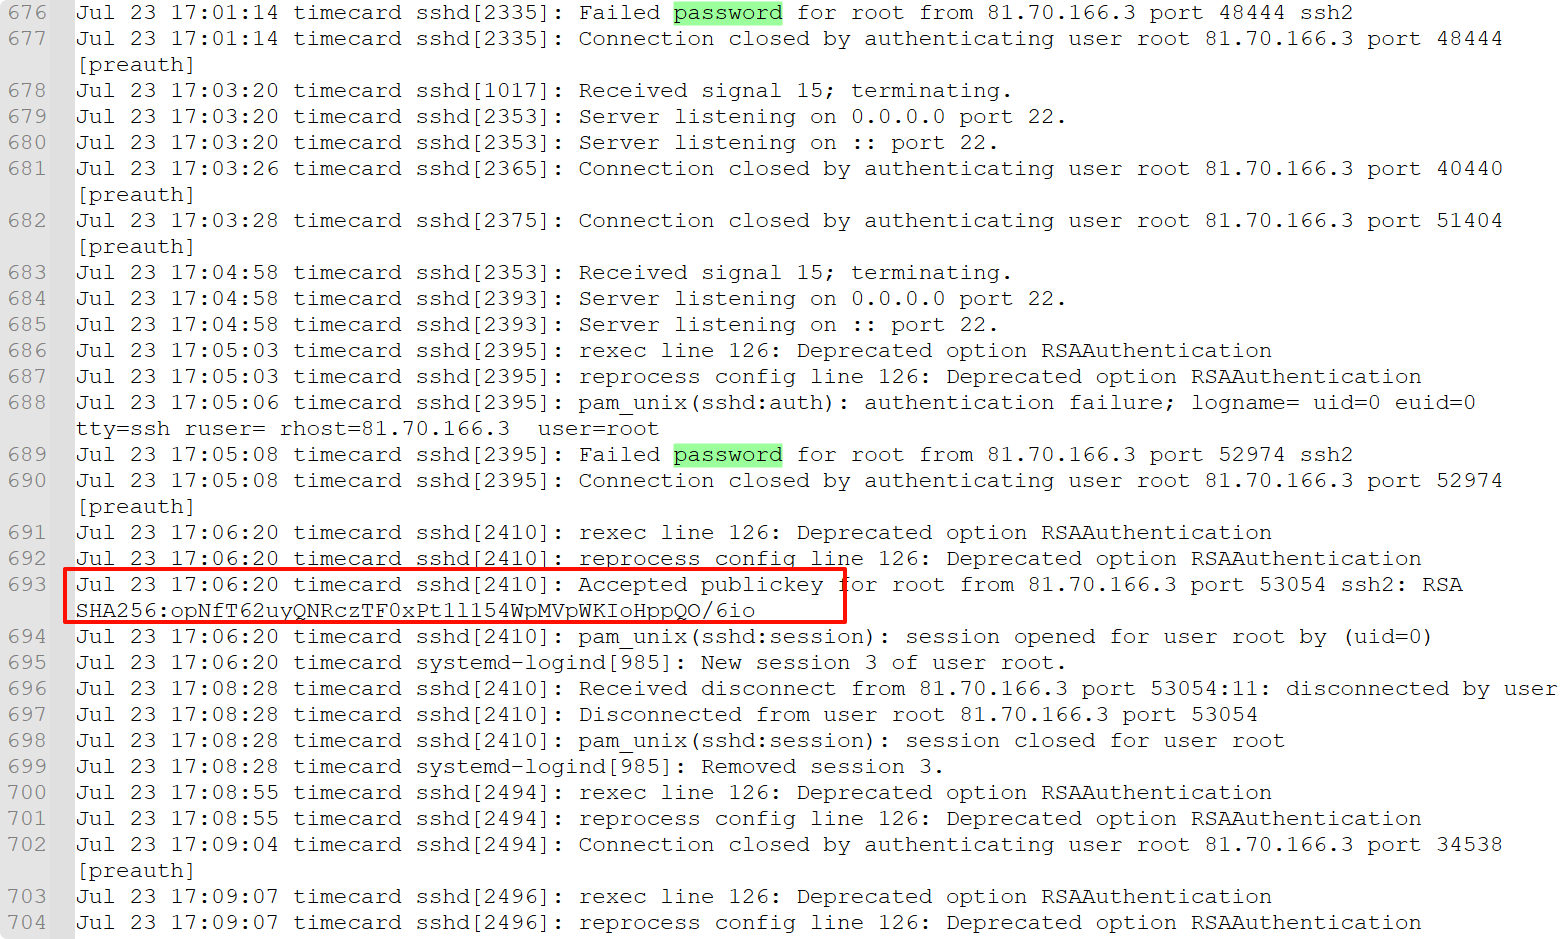 676 Jul 23 17:01:14 timecard sshd[2335]: Failed password for root from 81.70.166.3 port 48444 ssh2
677 Jul 23 17:01:14 timecard sshd[2335]: Connection closed by authenticating user root 81.70.166.3 port 48444
[preauth]
678 Jul 23 17:03:20 timecard sshd[1017]: Received signal 15; terminating.
679 Jul 23 17:03:20 timecard sshd[2353]: Server listening on 0.0.0.0 port 22.
680 Jul 23 17:03:20 timecard sshd[2353]: Server listening on :: port 22.
681 Jul 23 17:03:26 timecard sshd[2365]: Connection closed by authenticating user root 81.70.166.3 port 40440
[preauth]
682 Jul 23 17:03:28 timecard sshd[2375]: Connection closed by authenticating user root 81.70.166.3 port 51404
[preauth]
683 Jul 23 17:04:58 timecard sshd[2353]: Received signal 15; terminating.
684 Jul 23 17:04:58 timecard sshd[2393]: Server listening on 0.0.0.0 port 22.
685 Jul 23 17:04:58 timecard sshd[2393]: Server listening on :: port 22.
686 Jul 23 17:05:03 timecard sshd[2395]: rexec line 126: Deprecated option RSAAuthentication
687 Jul 23 17:05:03 timecard sshd[2395]: reprocess config line 126: Deprecated option RSAAuthentication
688 Jul 23 17:05:06 timecard sshd[2395]: pam_unix(sshd:auth): authentication failure; logname= uid=0 euid=0
tty=ssh ruser= rhost=81.70.166.3  user=root
689 Jul 23 17:05:08 timecard sshd[2395]: Failed password for root from 81.70.166.3 port 52974 ssh2
690 Jul 23 17:05:08 timecard sshd[2395]: Connection closed by authenticating user root 81.70.166.3 port 52974
[preauth]
691 Jul 23 17:06:20 timecard sshd[2410]: rexec line 126: Deprecated option RSAAuthentication
692 Jul 23 17:06:20 timecard sshd[2410]: reprocess config line 126: Deprecated option RSAAuthentication
693 Jul 23 17:06:20 timecard sshd[2410]: Accepted publickey for root from 81.70.166.3 port 53054 ssh2: RSA
SHA256:opNfT62uyQNRczTF0xPt1l154WpMVpWKIoHppQO/6io
694 Jul 23 17:06:20 timecard sshd[2410]: pam_unix(sshd:session): session opened for user root by (uid=0)
695 Jul 23 17:06:20 timecard systemd-logind[985]: New session 3 of user root.
696 Jul 23 17:08:28 timecard sshd[2410]: Received disconnect from 81.70.166.3 port 53054:11: disconnected by user
697 Jul 23 17:08:28 timecard sshd[2410]: Disconnected from user root 81.70.166.3 port 53054
698 Jul 23 17:08:28 timecard sshd[2410]: pam_unix(sshd:session): session closed for user root
699 Jul 23 17:08:28 timecard systemd-logind[985]: Removed session 3.
700 Jul 23 17:08:55 timecard sshd[2494]: rexec line 126: Deprecated option RSAAuthentication
701 Jul 23 17:08:55 timecard sshd[2494]: reprocess config line 126: Deprecated option RSAAuthentication
702 Jul 23 17:09:04 timecard sshd[2494]: Connection closed by authenticating user root 81.70.166.3 port 34538
[preauth]
703 Jul 23 17:09:07 timecard sshd[2496]: rexec line 126: Deprecated option RSAAuthentication
704 Jul 23 17:09:07 timecard sshd[2496]: reprocess config line 126: Deprecated option RSAAuthentication